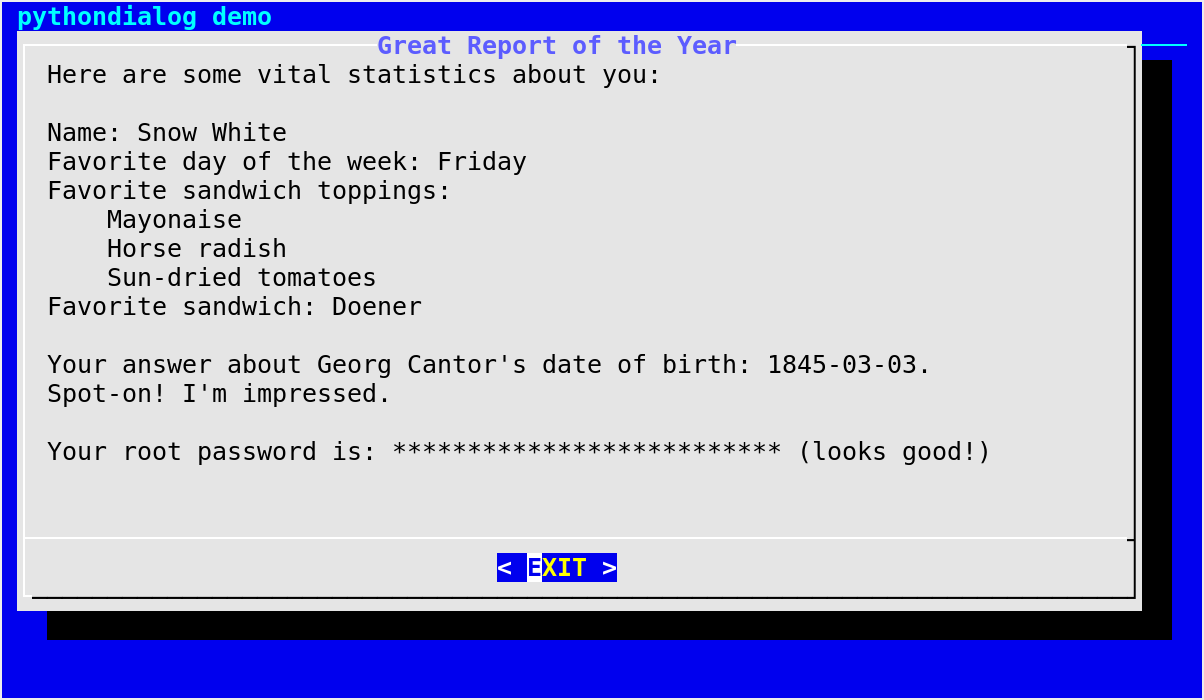 pythondialog demo
Great Report of the Year
Here are some vital statistics about you:
Name: Snow White
Favorite day of the week: Friday
Favorite sandwich toppings:
Mayonaise
Horse radish
Sun-dried tomatoes
Favorite sandwich: Doener
Your answer about Georg Cantor's date of birth: 1845-03-03.
Spot-on! I'm impressed.
Your root password is: ************************** (looks good!)
< EXIT >